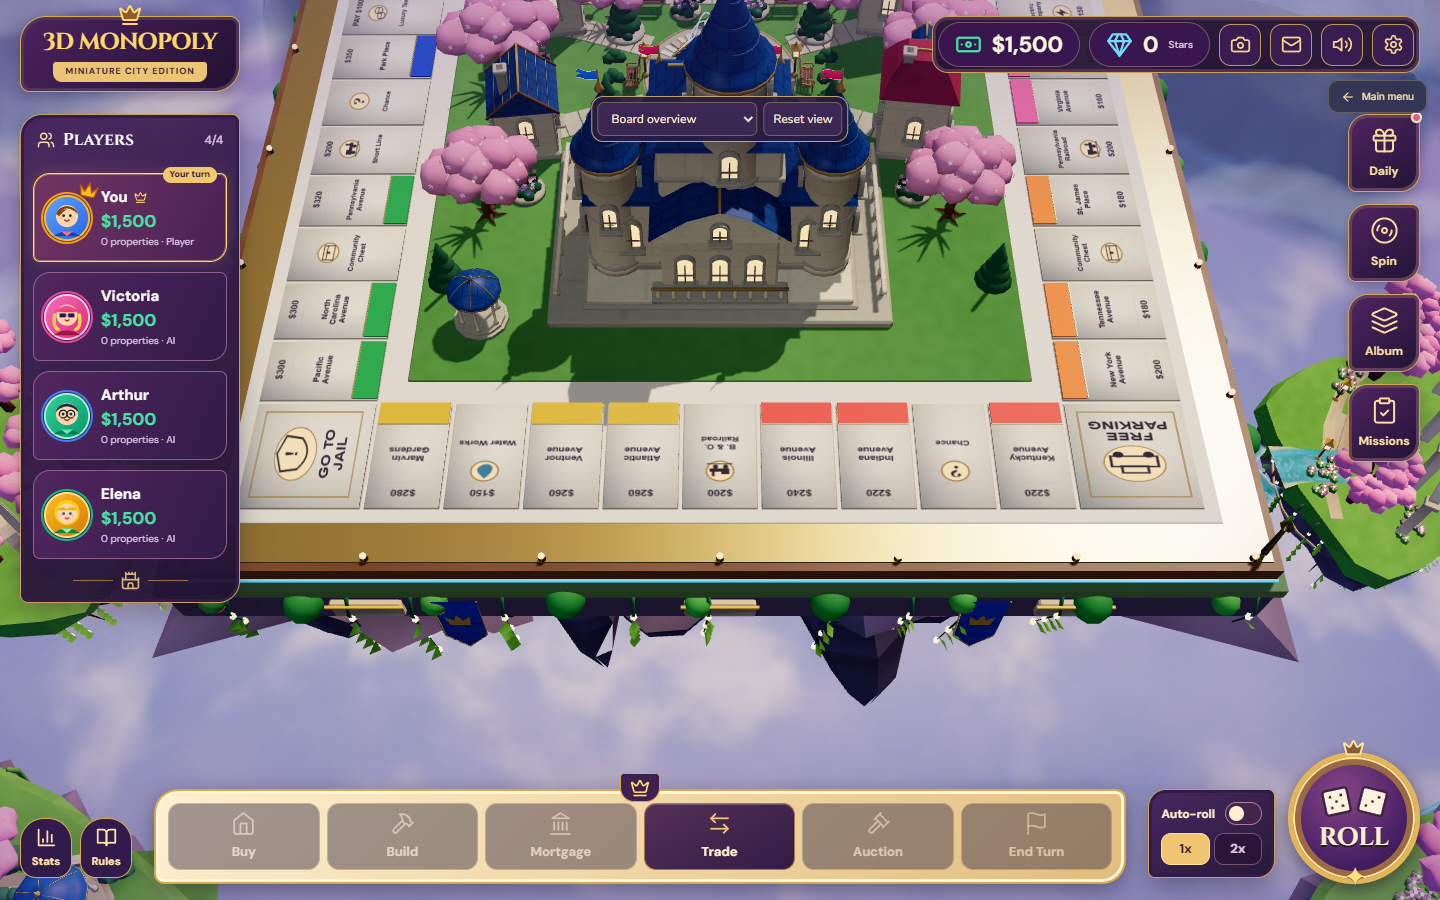 3D MONOPOLY
MINIATURE CITY EDITION
PLAYERS
4/4
Your turn
You
$1,500
0 properties · Player
Victoria
$1,500
0 properties · AI
Arthur
$1,500
0 properties · AI
Elena
$1,500
0 properties · AI
Board overview
Reset view
$1,500
0 Stars
Main menu
Daily
Spin
Album
Missions
PAY $100
Luxury Tax
$350
Park Place
Chance
$200
Short Line
$320
Pennsylvania
Avenue
Community
Chest
$300
North
Carolina
Avenue
$300
Pacific
Avenue
GO TO
JAIL
Marvin
Gardens
$280
Water Works
$150
Ventnor
Avenue
$260
Atlantic
Avenue
$260
B. & O.
Railroad
$200
Illinois
Avenue
$240
Indiana
Avenue
$220
Chance
Kentucky
Avenue
$220
FREE
PARKING
New York
Avenue
$200
Tennessee
Avenue
$180
Community
Chest
St. James
Place
$180
Pennsylvania
Railroad
$200
Virginia
Avenue
$160
$150
Stats
Rules
Buy
Build
Mortgage
Trade
Auction
End Turn
Auto-roll
1x
2x
ROLL